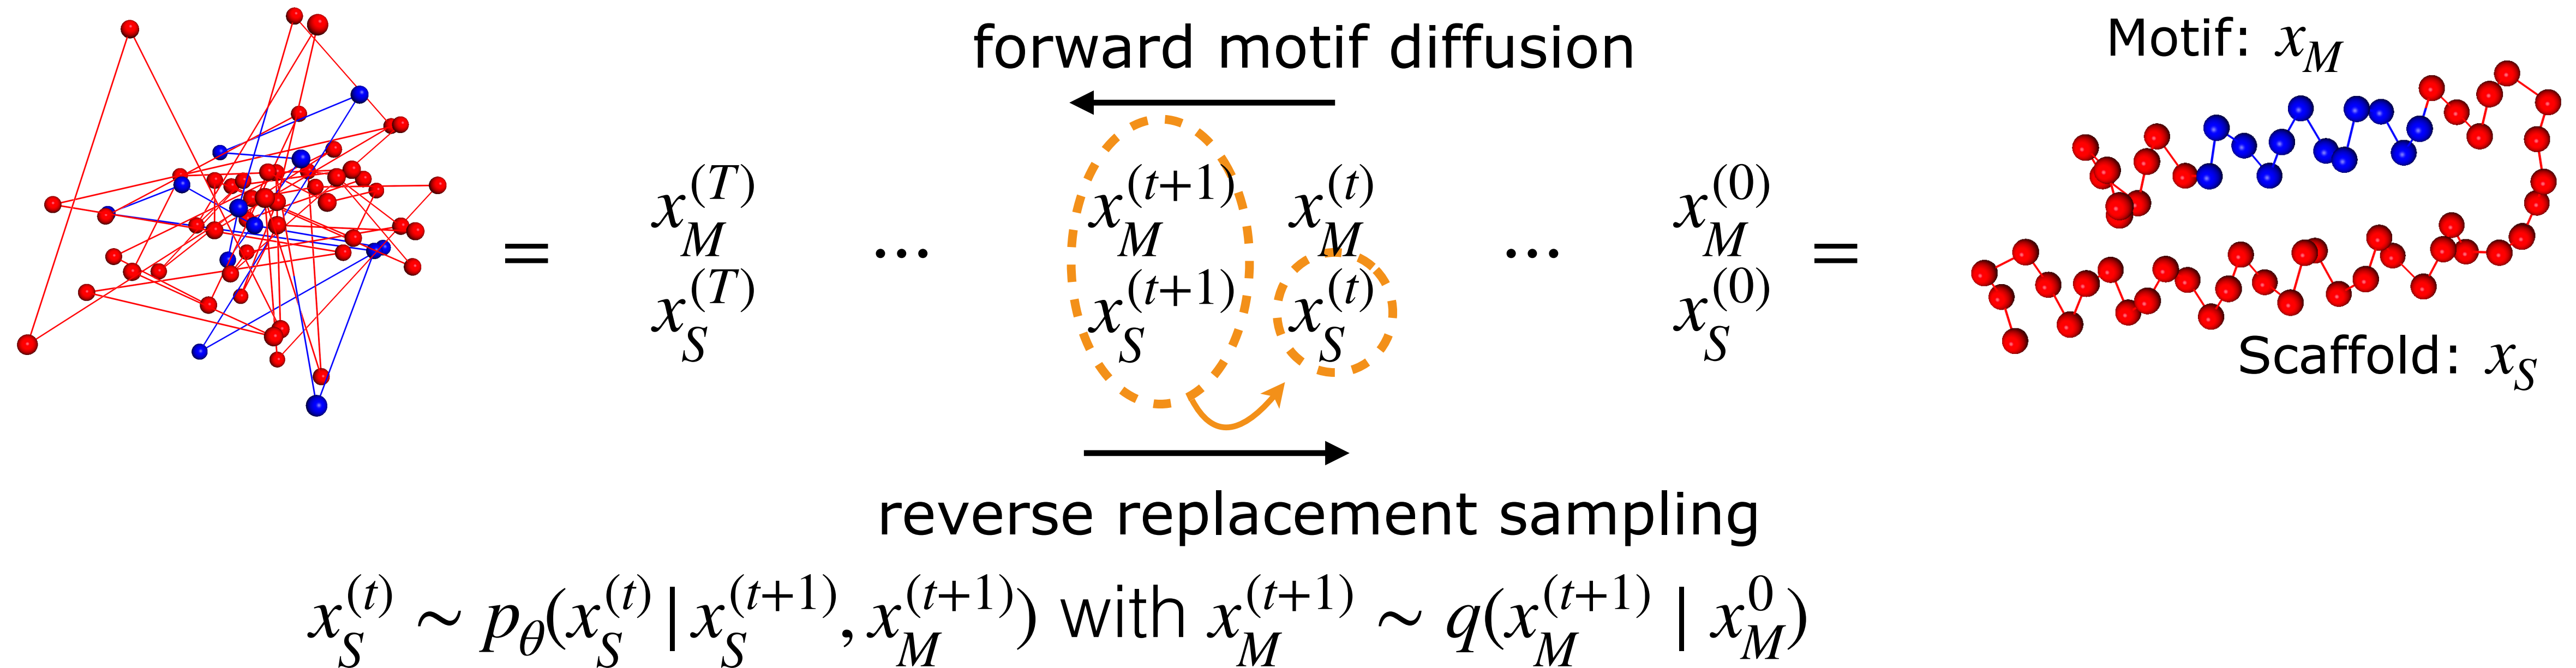 forward motif diffusion
Motif: x_M
x_M^(T) ... x_M^(t+1) x_M^(t) ... x_M^(0)
= =
x_S^(T) x_S^(t+1) x_S^(t) x_S^(0)
Scaffold: x_S
reverse replacement sampling
x_S^(t) ∼ p_θ(x_S^(t) | x_S^(t+1), x_M^(t+1)) with x_M^(t+1) ∼ q(x_M^(t+1) | x_M^0)